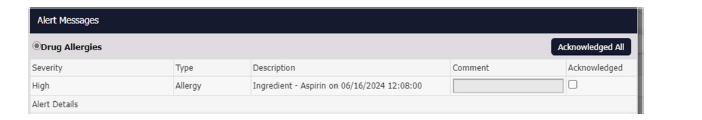 Alert Messages
Drug Allergies Acknowledged All
Severity Type Description Comment Acknowledged
High Allergy Ingredient - Aspirin on 06/16/2024 12:08:00
Alert Details